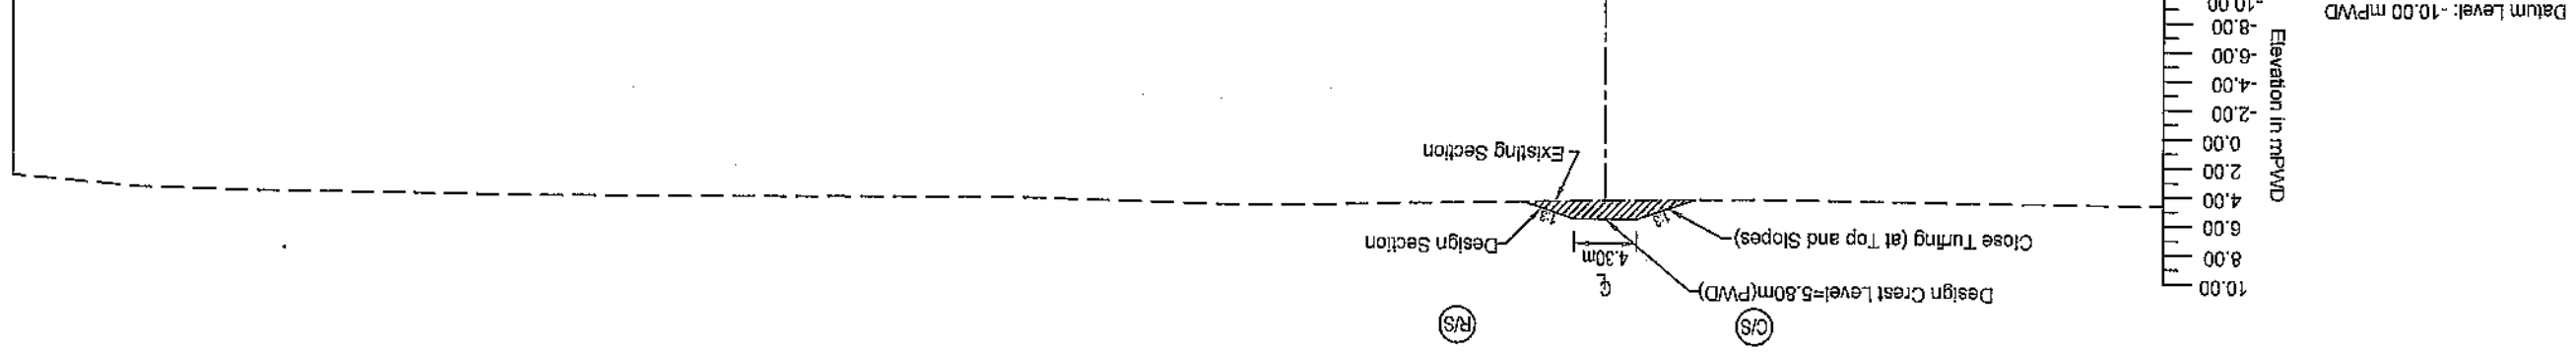 C/S
R/S
10.00
8.00
6.00
4.00
2.00
0.00
-2.00
-4.00
-6.00
-8.00
-10.00
Elevation in mPWD
Datum Level: -10.00 mPWD
Design Crest Level=5.80m(PWD)
℄
4.30m
Close Turfing (at Top and Slopes)
1:3
Design Section
Existing Section